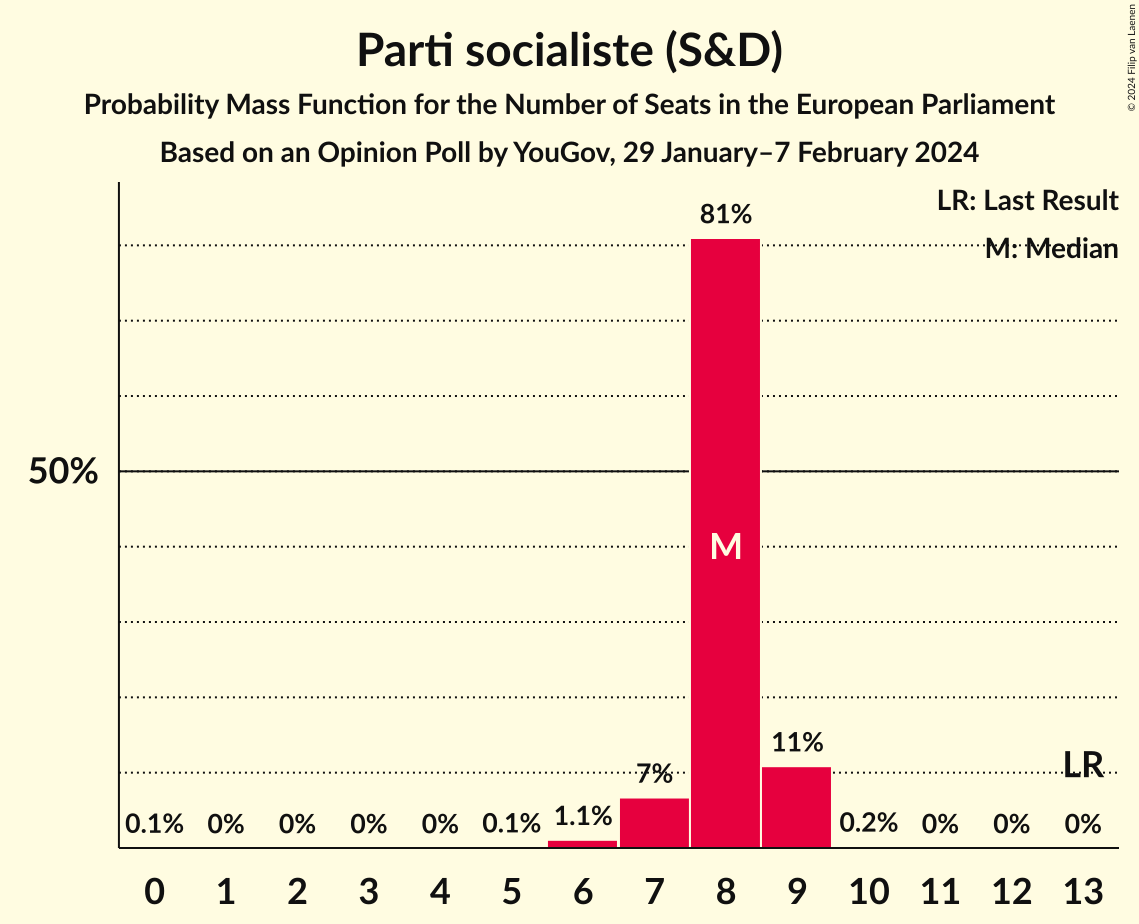 Parti socialiste (S&D)
Probability Mass Function for the Number of Seats in the European Parliament
Based on an Opinion Poll by YouGov, 29 January–7 February 2024
© 2024 Filip van Laenen
LR: Last Result
M: Median
81%
50%
M
11%
LR
7%
0.1% 0% 0% 0% 0% 0.1% 1.1% 0.2% 0% 0% 0%
0 1 2 3 4 5 6 7 8 9 10 11 12 13